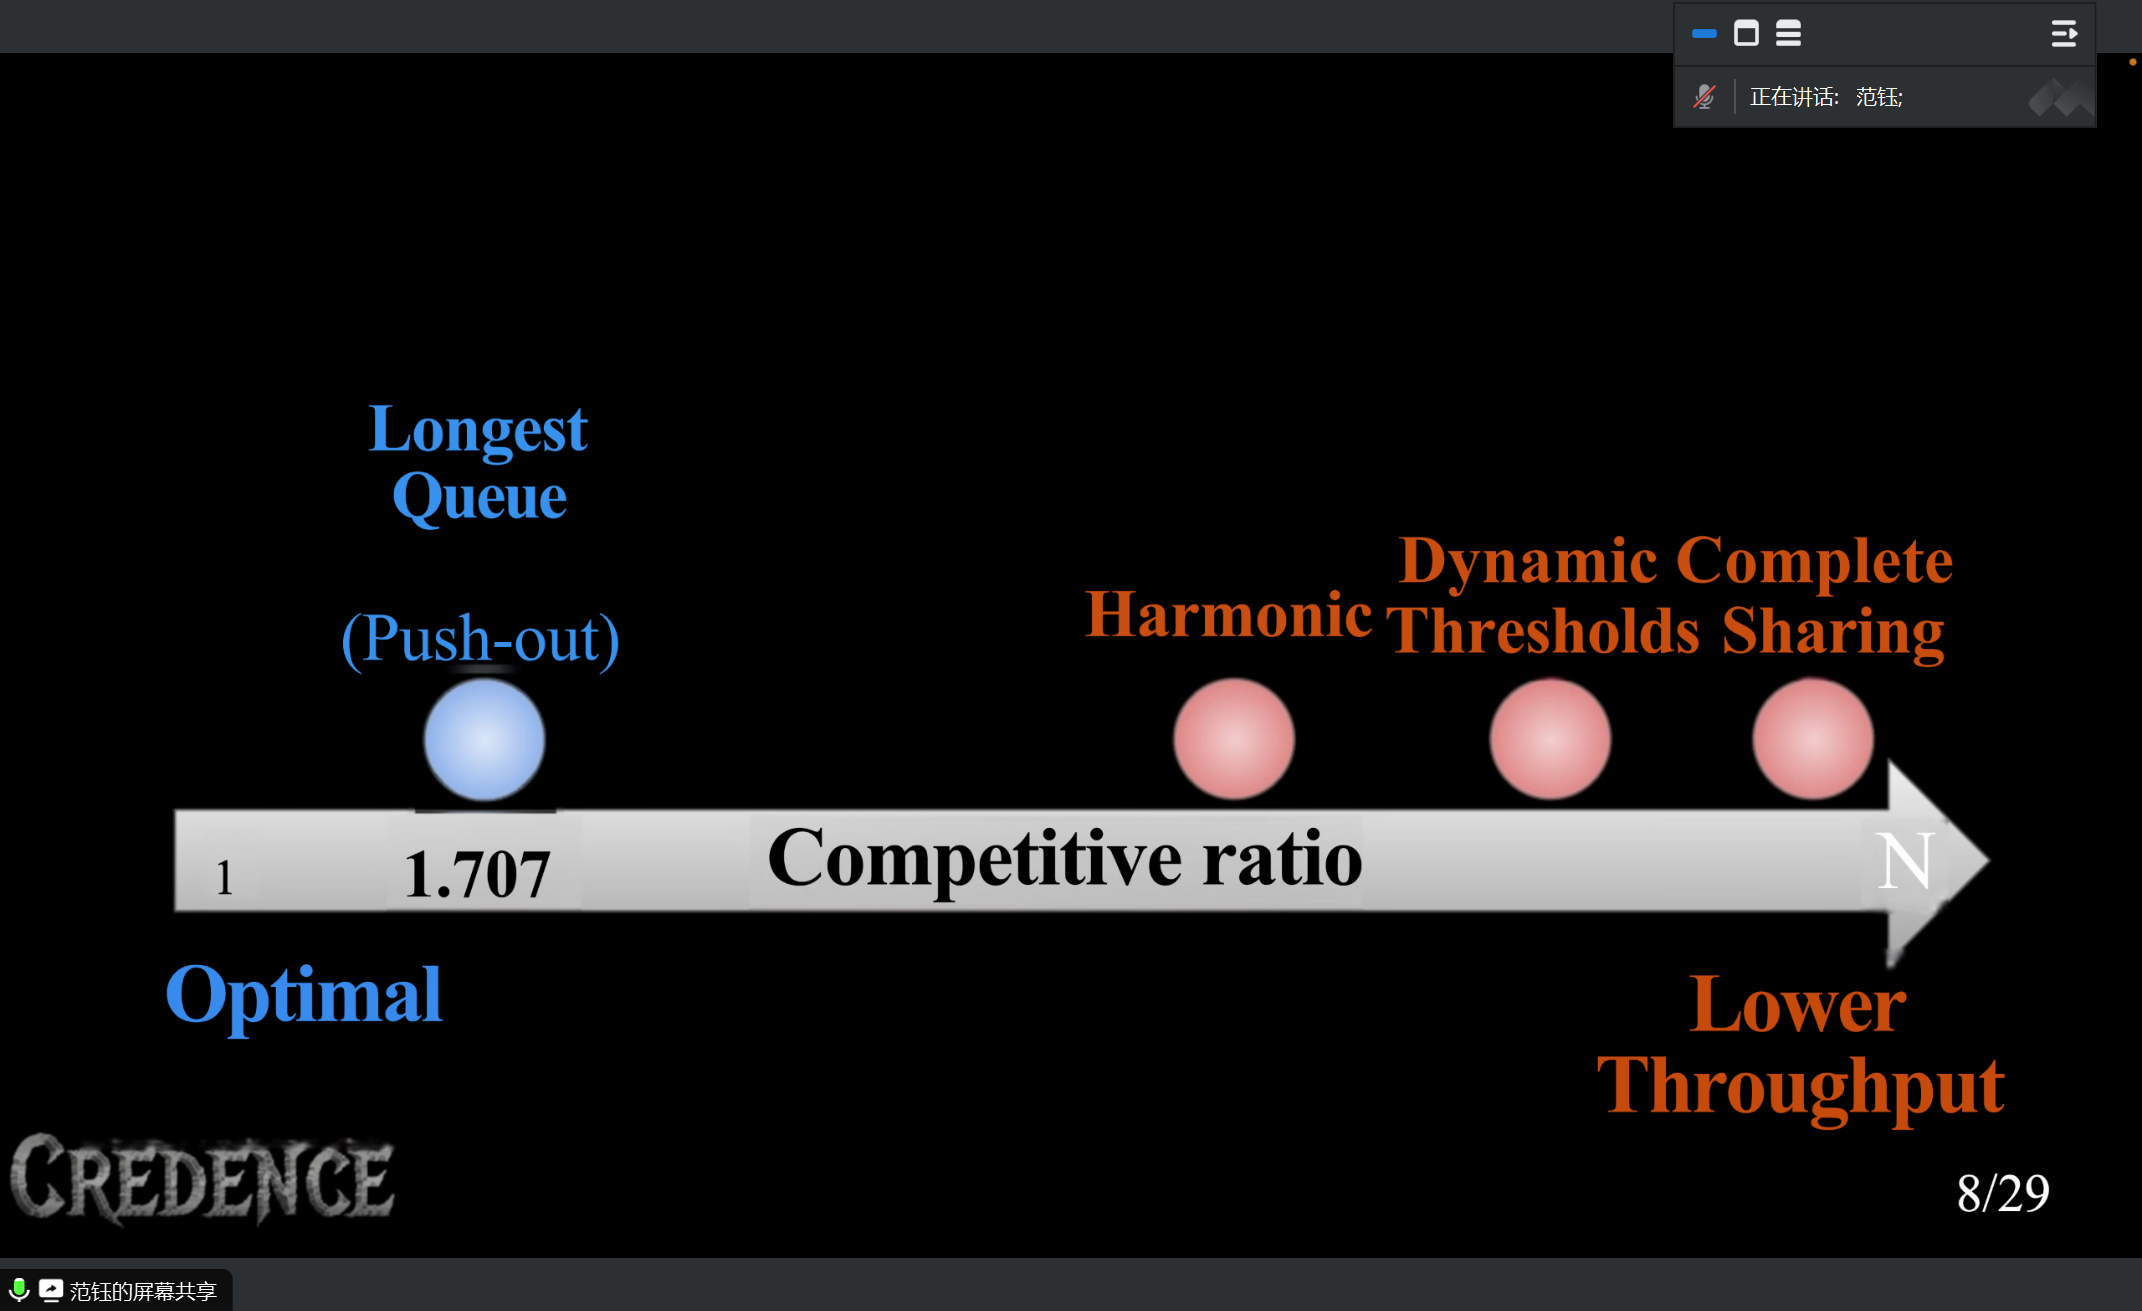 正在讲话: 范钰;
Longest
Queue
(Push-out)
Harmonic
Dynamic
Thresholds
Complete
Sharing
1
1.707
Competitive ratio
N
Optimal
Lower
Throughput
CREDENCE
8/29
范钰的屏幕共享